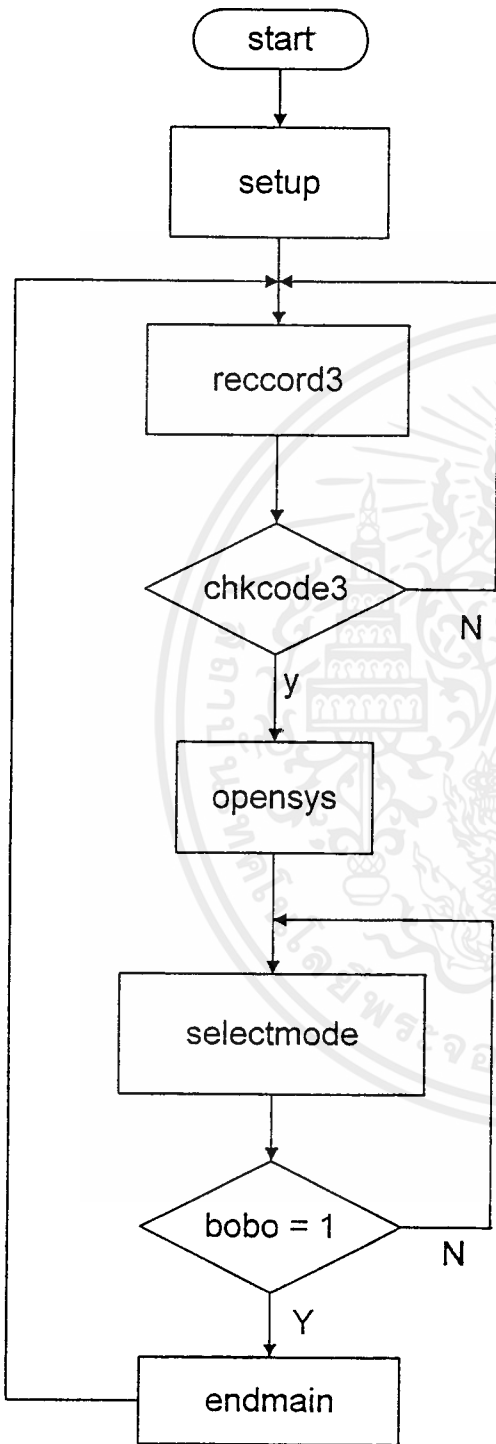 start
setup
reccord3
chkcode3
N
y
opensys
selectmode
bobo = 1
N
Y
endmain